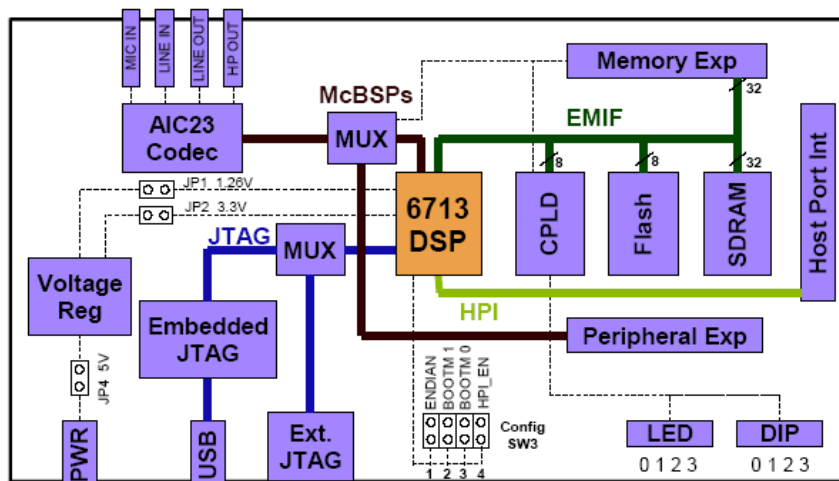 MIC IN
LINE IN
LINE OUT
HP OUT
AIC23
Codec
McBSPs
MUX
Memory Exp
32
EMIF
8
8
32
Host Port Int
JP1 1.26V
JP2 3.3V
6713
DSP
CPLD
Flash
SDRAM
JTAG
MUX
Voltage
Reg
HPI
Embedded
JTAG
Peripheral Exp
JP4 5V
ENDIAN
BOOTM 1
BOOTM 0
HPI_EN
Config
SW3
PWR
USB
Ext.
JTAG
1 2 3 4
LED
DIP
0 1 2 3
0 1 2 3